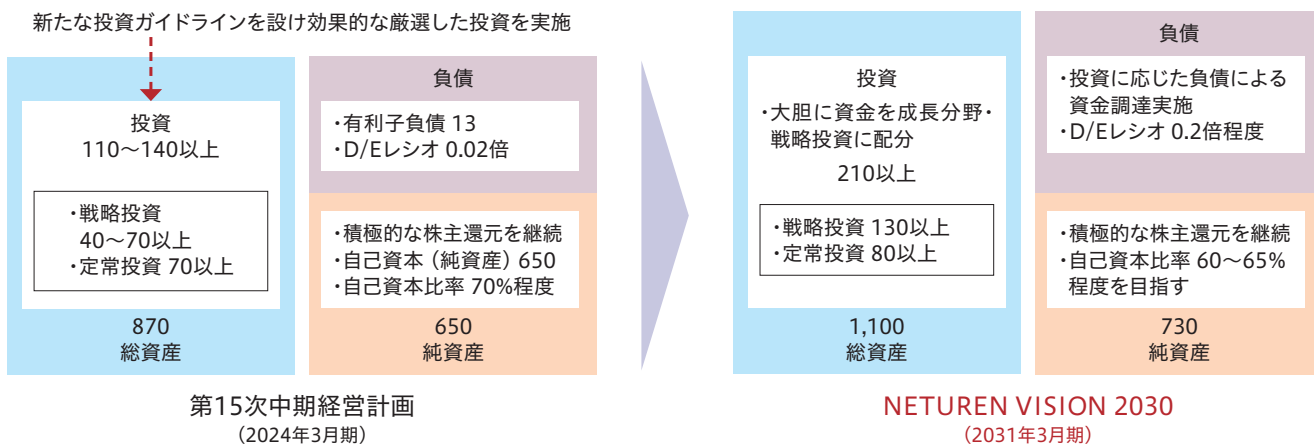 新たな投資ガイドラインを設け効果的な厳選した投資を実施
投資
110～140以上
・戦略投資
40～70以上
・定常投資 70以上
870
総資産
負債
・有利子負債 13
・D/Eレシオ 0.02倍
・積極的な株主還元を継続
・自己資本（純資産）650
・自己資本比率 70%程度
650
純資産
第15次中期経営計画
（2024年3月期）
投資
・大胆に資金を成長分野・
戦略投資に配分
210以上
・戦略投資 130以上
・定常投資 80以上
1,100
総資産
負債
・投資に応じた負債による
資金調達実施
・D/Eレシオ 0.2倍程度
・積極的な株主還元を継続
・自己資本比率 60～65%
程度を目指す
730
純資産
NETUREN VISION 2030
（2031年3月期）